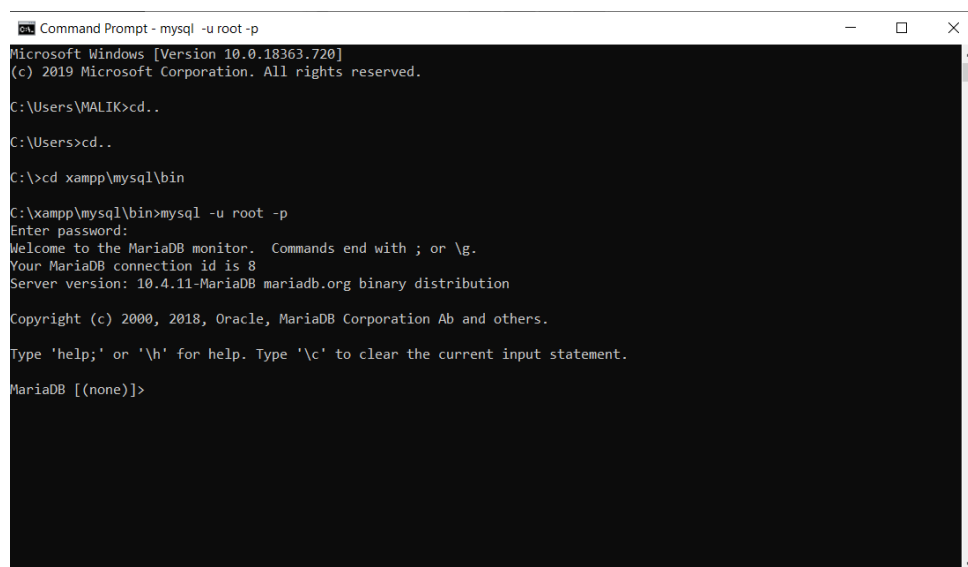 Command Prompt - mysql -u root -p
Microsoft Windows [Version 10.0.18363.720]
(c) 2019 Microsoft Corporation. All rights reserved.
C:\Users\MALIK>cd..
C:\Users>cd..
C:\>cd xampp\mysql\bin
C:\xampp\mysql\bin>mysql -u root -p
Enter password:
Welcome to the MariaDB monitor.  Commands end with ; or \g.
Your MariaDB connection id is 8
Server version: 10.4.11-MariaDB mariadb.org binary distribution
Copyright (c) 2000, 2018, Oracle, MariaDB Corporation Ab and others.
Type 'help;' or '\h' for help. Type '\c' to clear the current input statement.
MariaDB [(none)]>